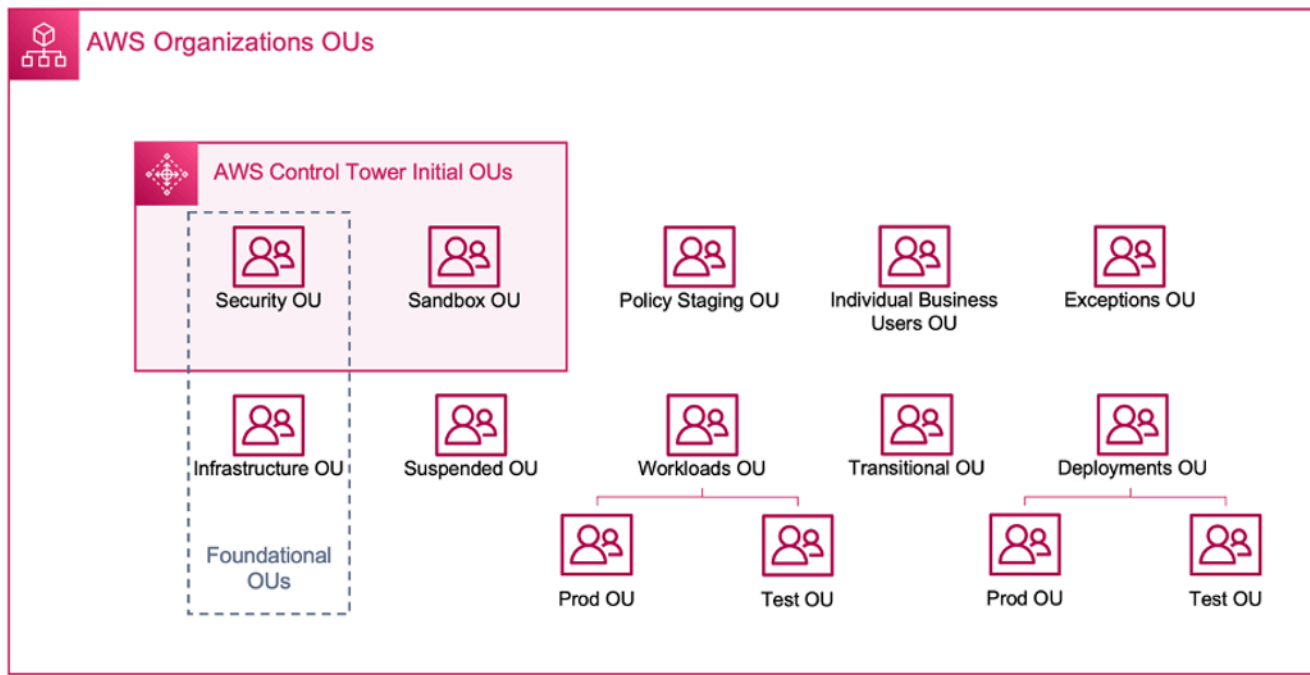 AWS Organizations OUs
AWS Control Tower Initial OUs
Security OU
Sandbox OU
Policy Staging OU
Individual Business
Users OU
Exceptions OU
Infrastructure OU
Suspended OU
Workloads OU
Transitional OU
Deployments OU
Foundational
OUs
Prod OU
Test OU
Prod OU
Test OU